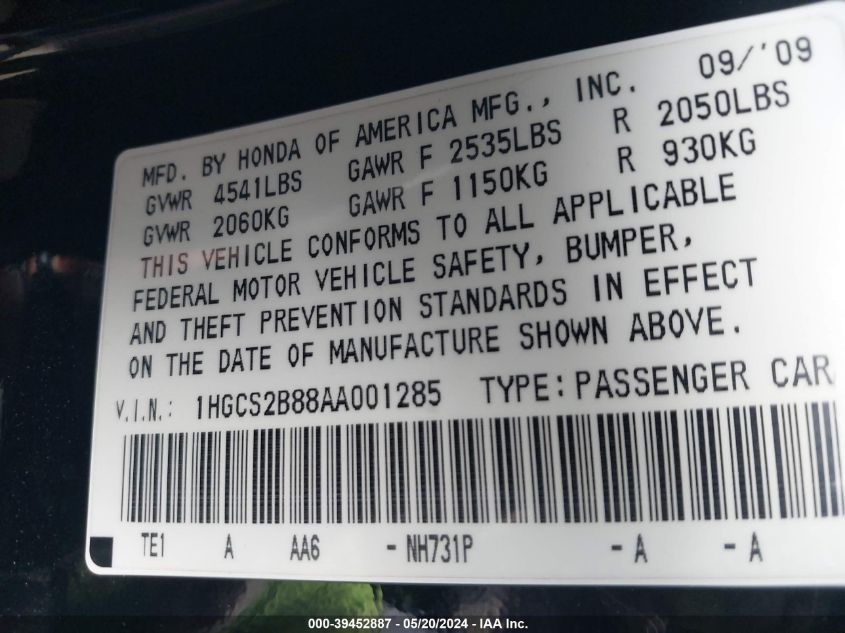 09/'09
MFD. BY HONDA OF AMERICA MFG., INC.
GVWR 4541LBS GAWR F 2535LBS R 2050LBS
GVWR 2060KG GAWR F 1150KG R 930KG
THIS VEHICLE CONFORMS TO ALL APPLICABLE
FEDERAL MOTOR VEHICLE SAFETY, BUMPER,
AND THEFT PREVENTION STANDARDS IN EFFECT
ON THE DATE OF MANUFACTURE SHOWN ABOVE.
V.I.N.: 1HGCS2B88AA001285 TYPE:PASSENGER CAR
TE1 A AA6 - NH731P - A - A
000-39452887 - 05/20/2024 - IAA Inc.